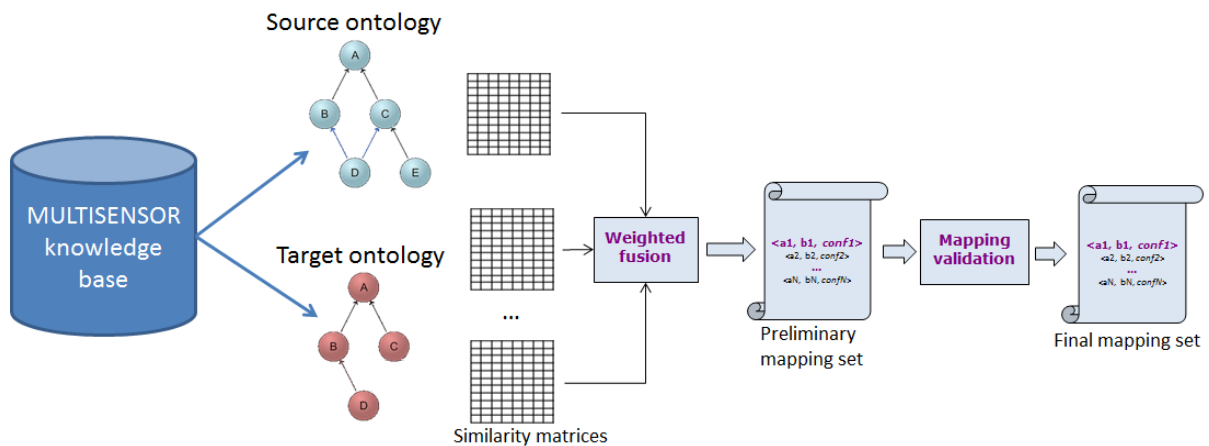 Source ontology
A
B
C
D
E
MULTISENSOR
knowledge
base
Target ontology
A
B
C
D
...
Similarity matrices
Weighted
fusion
<a1, b1, conf1>
<a2, b2, conf2>
...
<aN, bN, confN>
Preliminary
mapping set
Mapping
validation
<a1, b1, conf1>
<a2, b2, conf2>
...
<aN, bN, confN>
Final mapping set